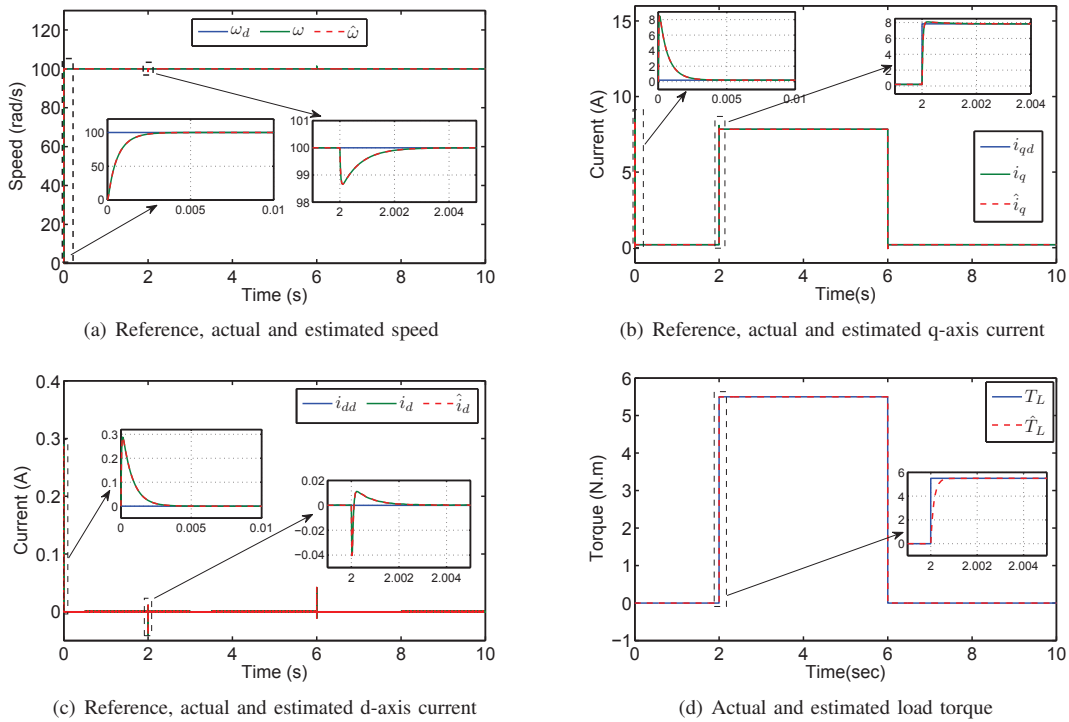 120
100
80
60
40
20
0
Speed (rad/s)
ω_d ω ω̂
100
50
0
0 0.005 0.01
101
100
99
98
2 2.002 2.004
0 2 4 6 8 10
Time (s)
(a) Reference, actual and estimated speed
15
10
5
0
Current (A)
8
6
4
2
0
0 0.005 0.01
8
6
4
2
0
2 2.002 2.004
i_qd
i_q
î_q
0 2 4 6 8 10
Time(s)
(b) Reference, actual and estimated q-axis current
0.4
0.3
0.2
0.1
0
Current (A)
i_dd i_d î_d
0.3
0.2
0.1
0
0 0.005 0.01
0.02
0
−0.02
−0.04
2 2.002 2.004
0 2 4 6 8 10
Time (s)
(c) Reference, actual and estimated d-axis current
6
5
4
3
2
1
0
−1
Torque (N.m)
T_L
T̂_L
6
4
2
0
2 2.002 2.004
0 2 4 6 8 10
Time(sec)
(d) Actual and estimated load torque